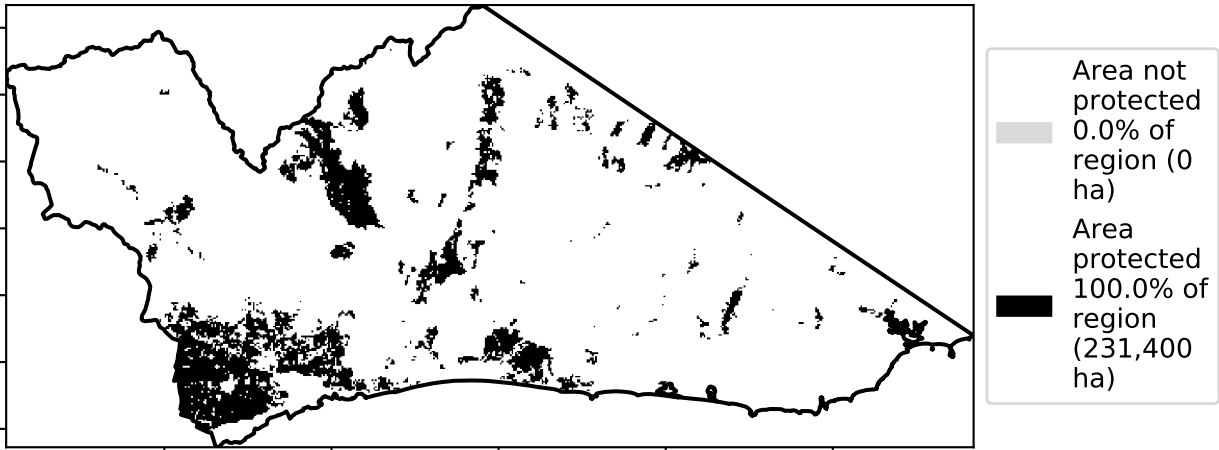 Area not
protected
0.0% of
region (0
ha)
Area
protected
100.0% of
region
(231,400
ha)